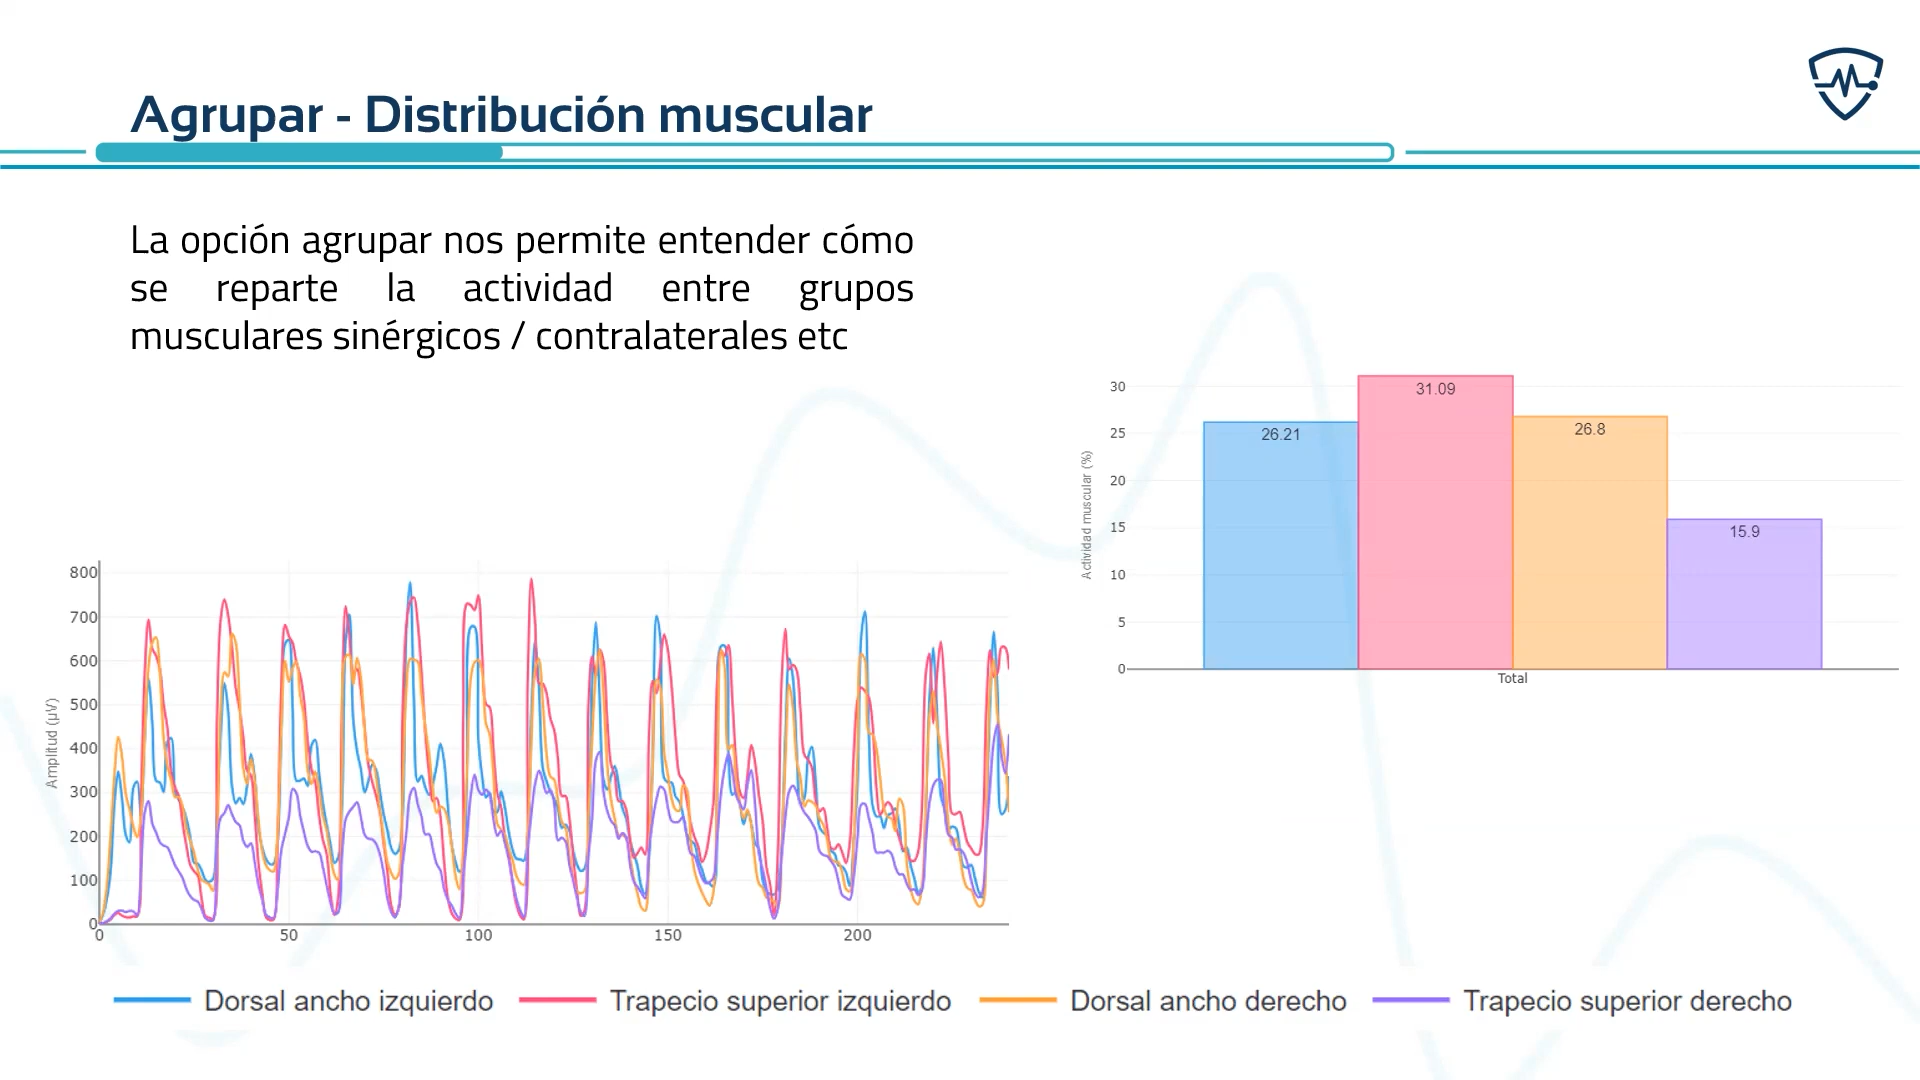 Agrupar - Distribución muscular
La opción agrupar nos permite entender cómo
se reparte la actividad entre grupos
musculares sinérgicos / contralaterales etc
30
25
20
15
10
5
0
Actividad muscular (%)
26.21
31.09
26.8
15.9
Total
800
700
600
500
400
300
200
100
0
Amplitud (μV)
0 50 100 150 200
Dorsal ancho izquierdo Trapecio superior izquierdo Dorsal ancho derecho Trapecio superior derecho